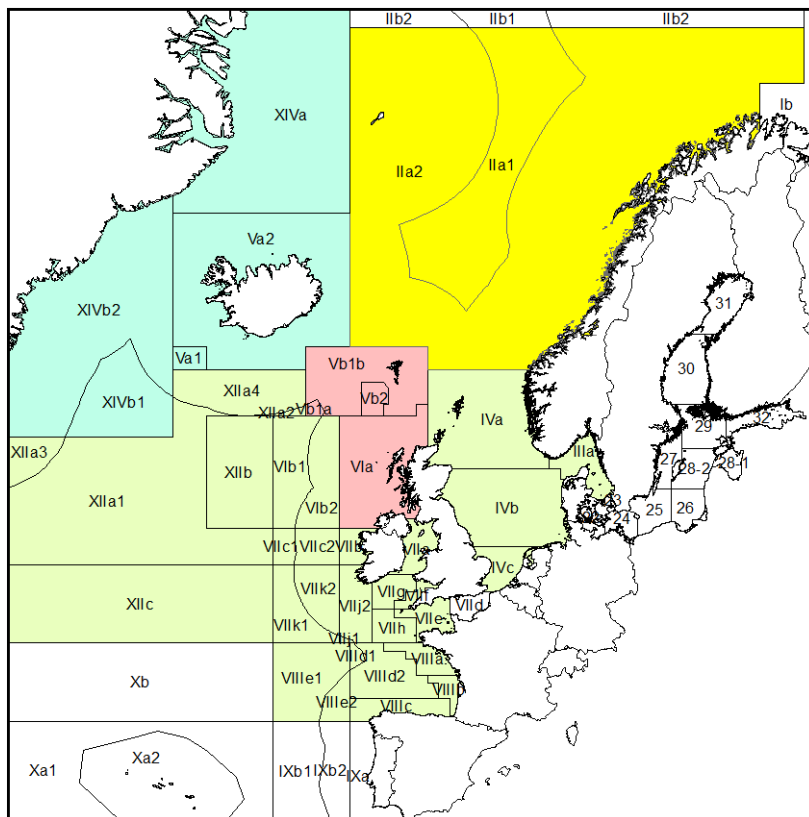 IIb2
IIb1
IIb2
Ib
XIVa
IIa2
IIa1
Va2
XIVb2
31
Va1
Vb1b
30
XIIa4
Vb2
XIIa2
Vb1a
XIVb1
IVa
32
29
XIIa3
IIIa
VIa
27
28-2
28-1
XIIb
VIb1
XIIa1
VIb2
IVb
23
24
25
26
VIIc1
VIIc2
VIIb
VIIa
IVc
XIIc
VIIk2
VIIj2
VIIg
VIIf
VIId
VIIe
VIIk1
VIIh
VIIj1
VIIId1
VIIIa
Xb
VIIIe1
VIIId2
VIIIb
VIIIe2
VIIIc
Xa1
Xa2
IXb1
IXb2
IXa